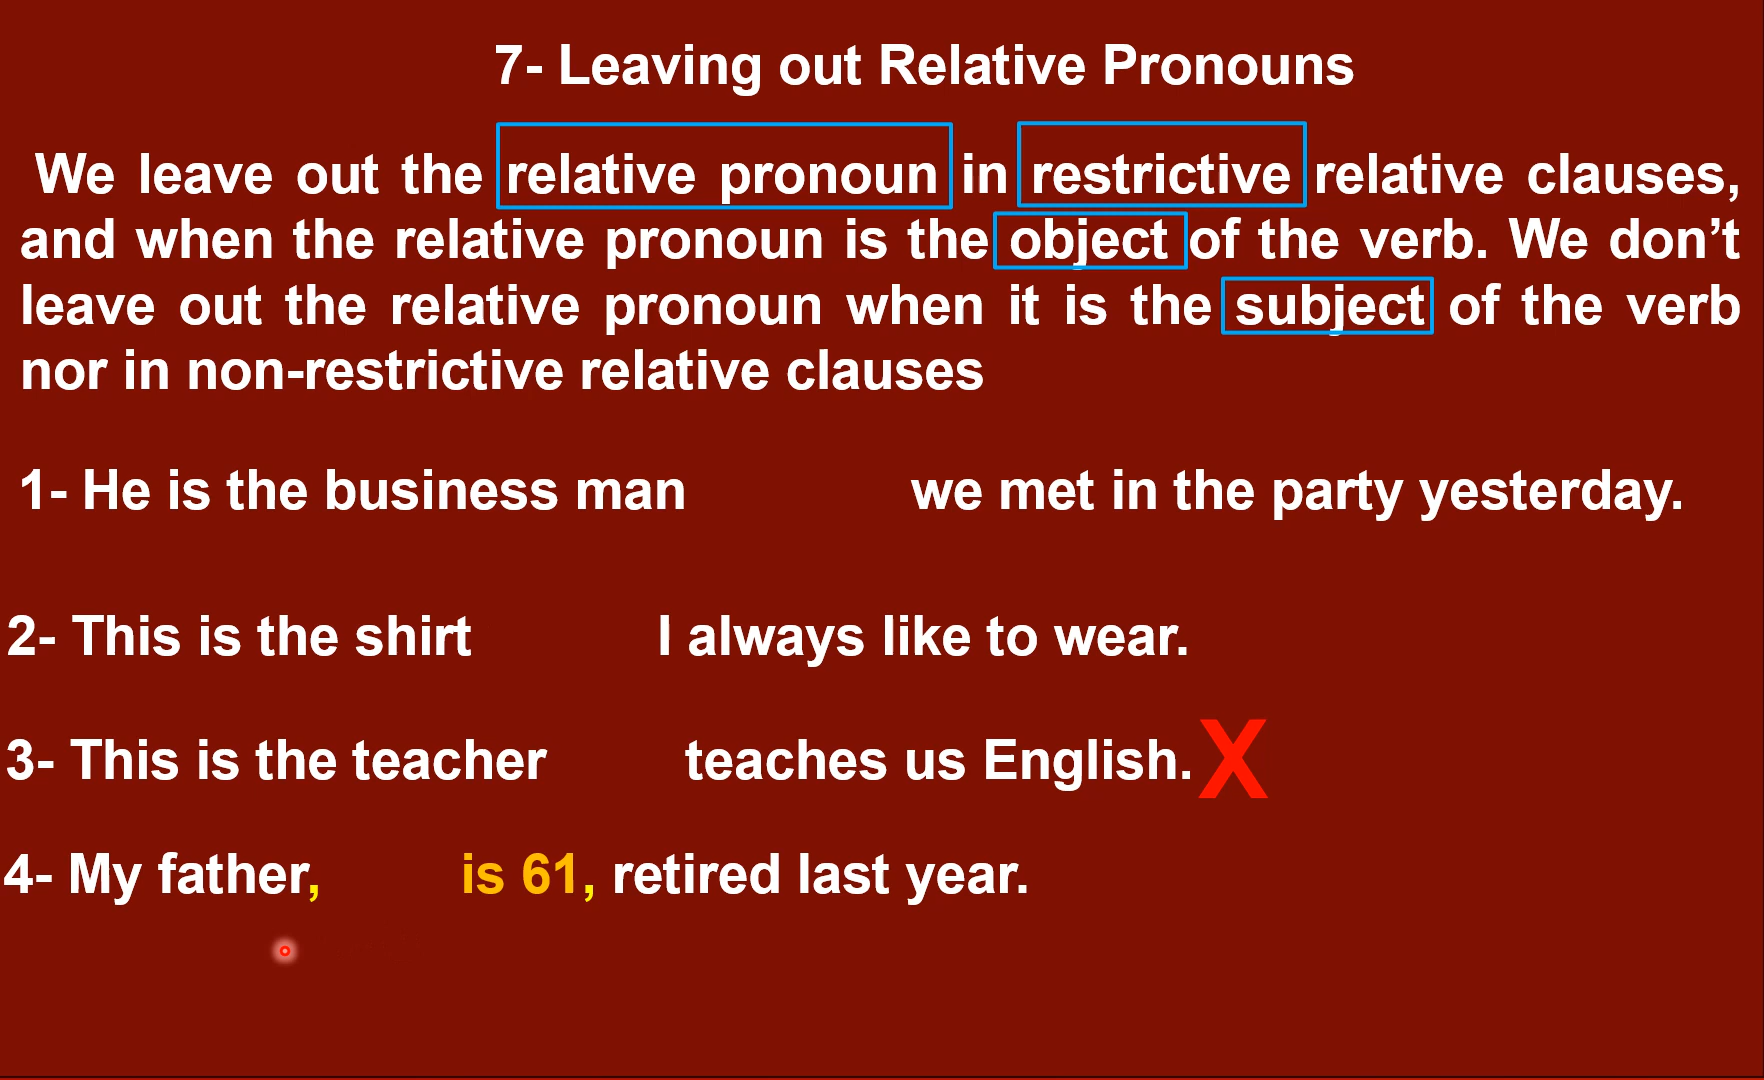 7- Leaving out Relative Pronouns
We leave out the relative pronoun in restrictive relative clauses,
and when the relative pronoun is the object of the verb. We don’t
leave out the relative pronoun when it is the subject of the verb
nor in non-restrictive relative clauses
1- He is the business man we met in the party yesterday.
2- This is the shirt I always like to wear.
3- This is the teacher teaches us English. X
4- My father, is 61, retired last year.